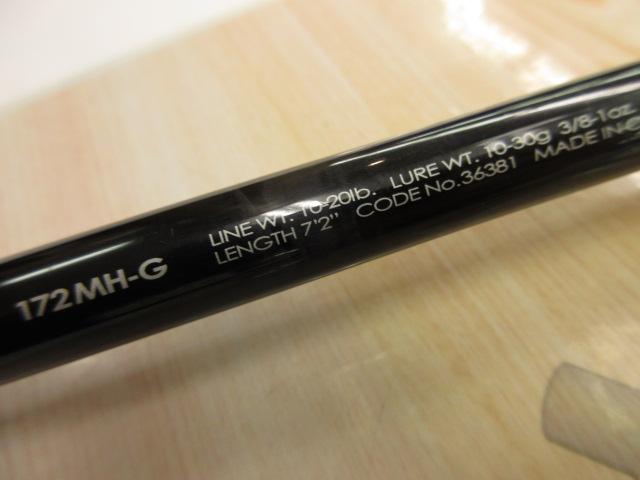 172MH-G
LINE WT. 10-20lb. LURE WT. 10-30g 3/8-1oz.
LENGTH 7'2" CODE No.36381 MADE IN